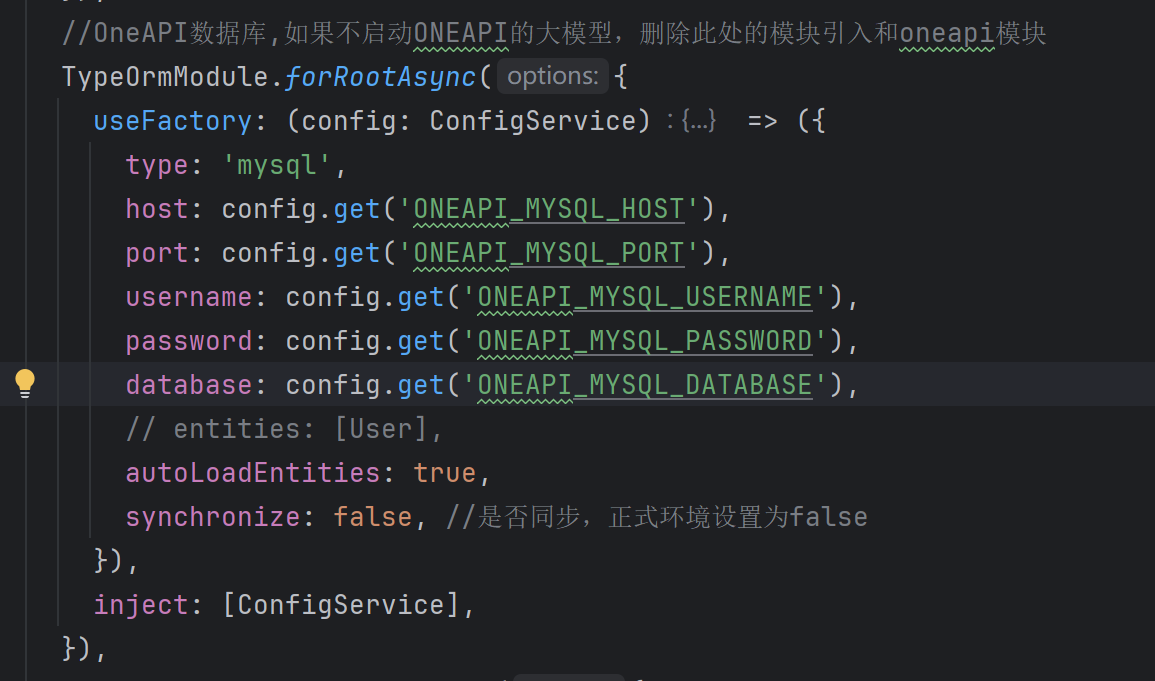 //OneAPI数据库,如果不启动ONEAPI的大模型，删除此处的模块引入和oneapi模块
TypeOrmModule.forRootAsync( options: {
useFactory: (config: ConfigService) :{...} => ({
type: 'mysql',
host: config.get('ONEAPI_MYSQL_HOST'),
port: config.get('ONEAPI_MYSQL_PORT'),
username: config.get('ONEAPI_MYSQL_USERNAME'),
password: config.get('ONEAPI_MYSQL_PASSWORD'),
database: config.get('ONEAPI_MYSQL_DATABASE'),
// entities: [User],
autoLoadEntities: true,
synchronize: false, //是否同步，正式环境设置为false
}),
inject: [ConfigService],
}),